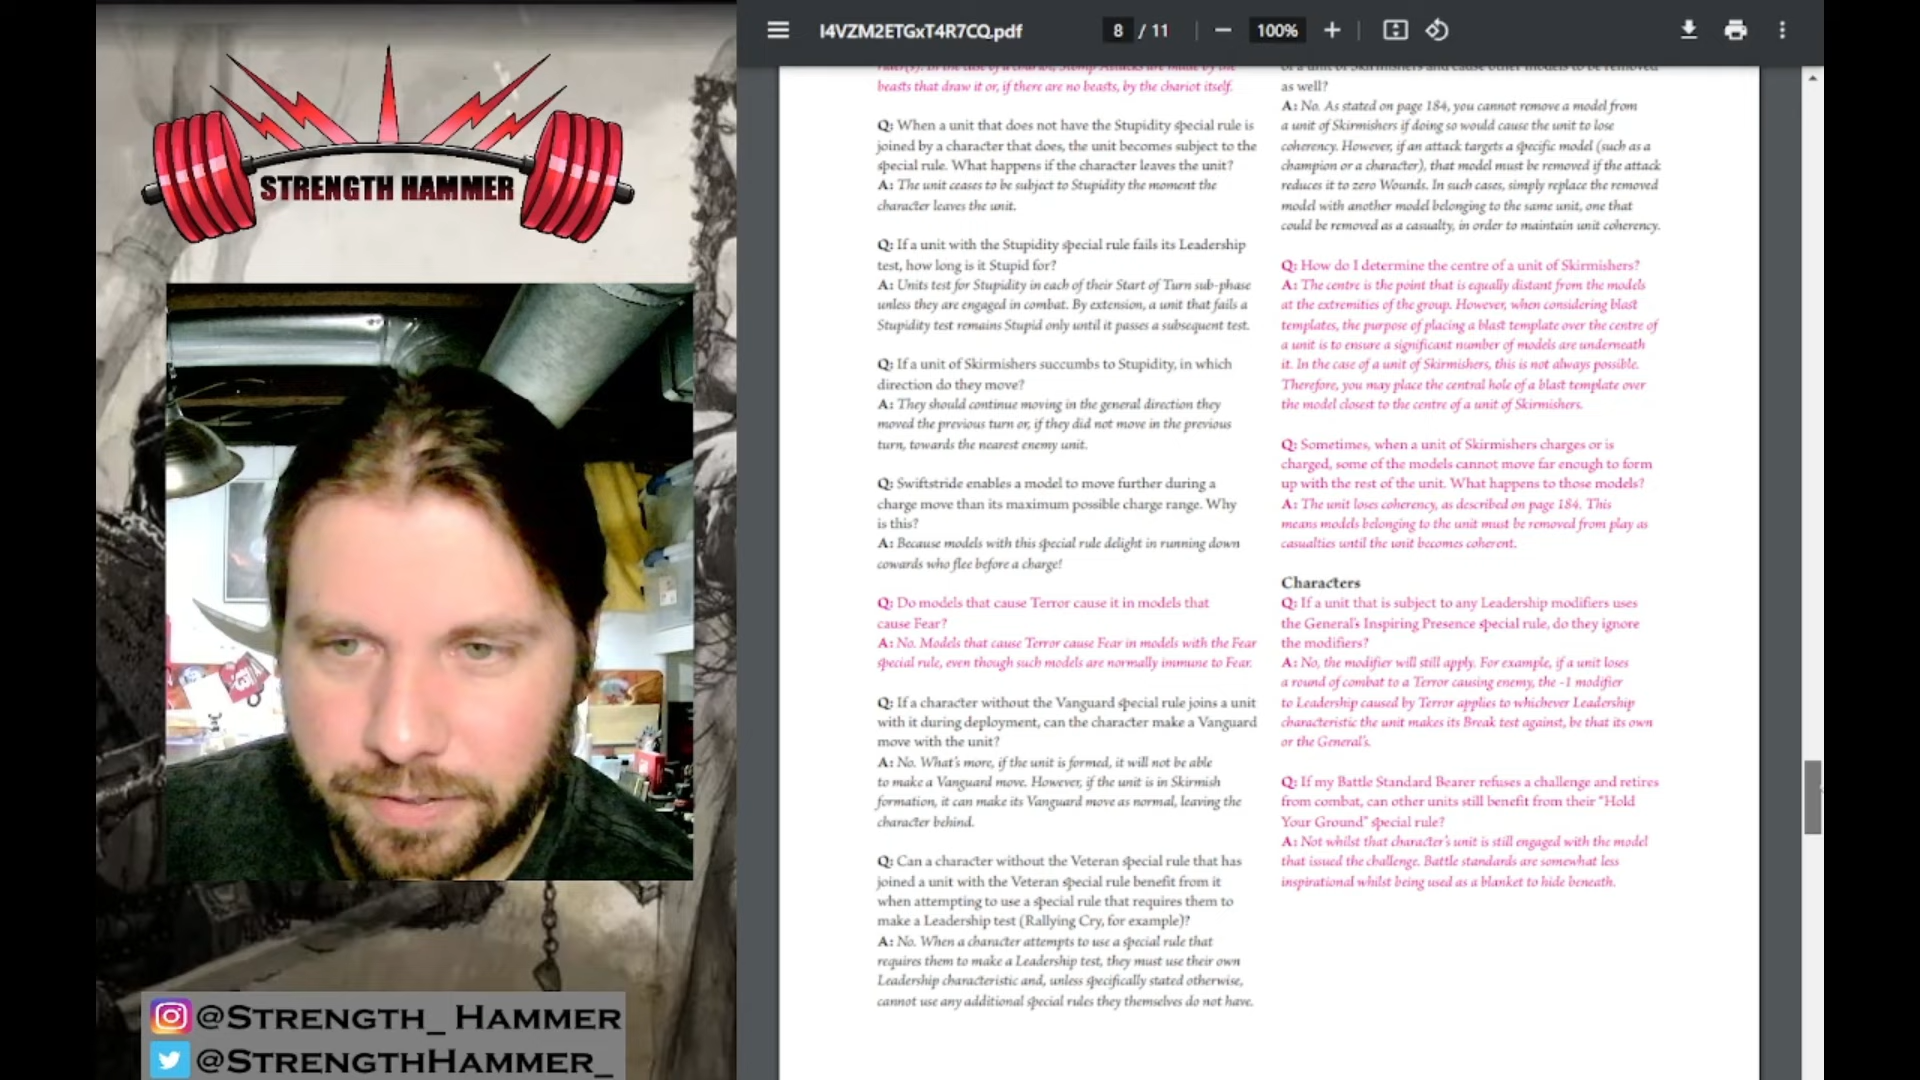 STRENGTH HAMMER
@STRENGTH_HAMMER
@STRENGTHHAMMER_
I4VZM2ETGxT4R7CQ.pdf
8 / 11
100%
beasts that draw it or, if there are no beasts, by the chariot itself.
Q: When a unit that does not have the Stupidity special rule is
joined by a character that does, the unit becomes subject to the
special rule. What happens if the character leaves the unit?
A: The unit ceases to be subject to Stupidity the moment the
character leaves the unit.
Q: If a unit with the Stupidity special rule fails its Leadership
test, how long is it Stupid for?
A: Units test for Stupidity in each of their Start of Turn sub-phase
unless they are engaged in combat. By extension, a unit that fails a
Stupidity test remains Stupid only until it passes a subsequent test.
Q: If a unit of Skirmishers succumbs to Stupidity, in which
direction do they move?
A: They should continue moving in the general direction they
moved the previous turn or, if they did not move in the previous
turn, towards the nearest enemy unit.
Q: Swiftstride enables a model to move further during a
charge move than its maximum possible charge range. Why
is this?
A: Because models with this special rule delight in running down
cowards who flee before a charge!
Q: Do models that cause Terror cause it in models that
cause Fear?
A: No. Models that cause Terror cause Fear in models with the Fear
special rule, even though such models are normally immune to Fear.
Q: If a character without the Vanguard special rule joins a unit
with it during deployment, can the character make a Vanguard
move with the unit?
A: No. What's more, if the unit is formed, it will not be able
to make a Vanguard move. However, if the unit is in Skirmish
formation, it can make its Vanguard move as normal, leaving the
character behind.
Q: Can a character without the Veteran special rule that has
joined a unit with the Veteran special rule benefit from it
when attempting to use a special rule that requires them to
make a Leadership test (Rallying Cry, for example)?
A: No. When a character attempts to use a special rule that
requires them to make a Leadership test, they must use their own
Leadership characteristic and, unless specifically stated otherwise,
cannot use any additional special rules they themselves do not have.
of a unit of Skirmishers and cause other models to be removed
as well?
A: No. As stated on page 184, you cannot remove a model from
a unit of Skirmishers if doing so would cause the unit to lose
coherency. However, if an attack targets a specific model (such as a
champion or a character), that model must be removed if the attack
reduces it to zero Wounds. In such cases, simply replace the removed
model with another model belonging to the same unit, one that
could be removed as a casualty, in order to maintain unit coherency.
Q: How do I determine the centre of a unit of Skirmishers?
A: The centre is the point that is equally distant from the models
at the extremities of the group. However, when considering blast
templates, the purpose of placing a blast template over the centre of
a unit is to ensure a significant number of models are underneath
it. In the case of a unit of Skirmishers, this is not always possible.
Therefore, you may place the central hole of a blast template over
the model closest to the centre of a unit of Skirmishers.
Q: Sometimes, when a unit of Skirmishers charges or is
charged, some of the models cannot move far enough to form
up with the rest of the unit. What happens to those models?
A: The unit loses coherency, as described on page 184. This
means models belonging to the unit must be removed from play as
casualties until the unit becomes coherent.
Characters
Q: If a unit that is subject to any Leadership modifiers uses
the General's Inspiring Presence special rule, do they ignore
the modifiers?
A: No, the modifier will still apply. For example, if a unit loses
a round of combat to a Terror causing enemy, the -1 modifier
to Leadership caused by Terror applies to whichever Leadership
characteristic the unit makes its Break test against, be that its own
or the General's.
Q: If my Battle Standard Bearer refuses a challenge and retires
from combat, can other units still benefit from their "Hold
Your Ground" special rule?
A: Not whilst that character's unit is still engaged with the model
that issued the challenge. Battle standards are somewhat less
inspirational whilst being used as a blanket to hide beneath.